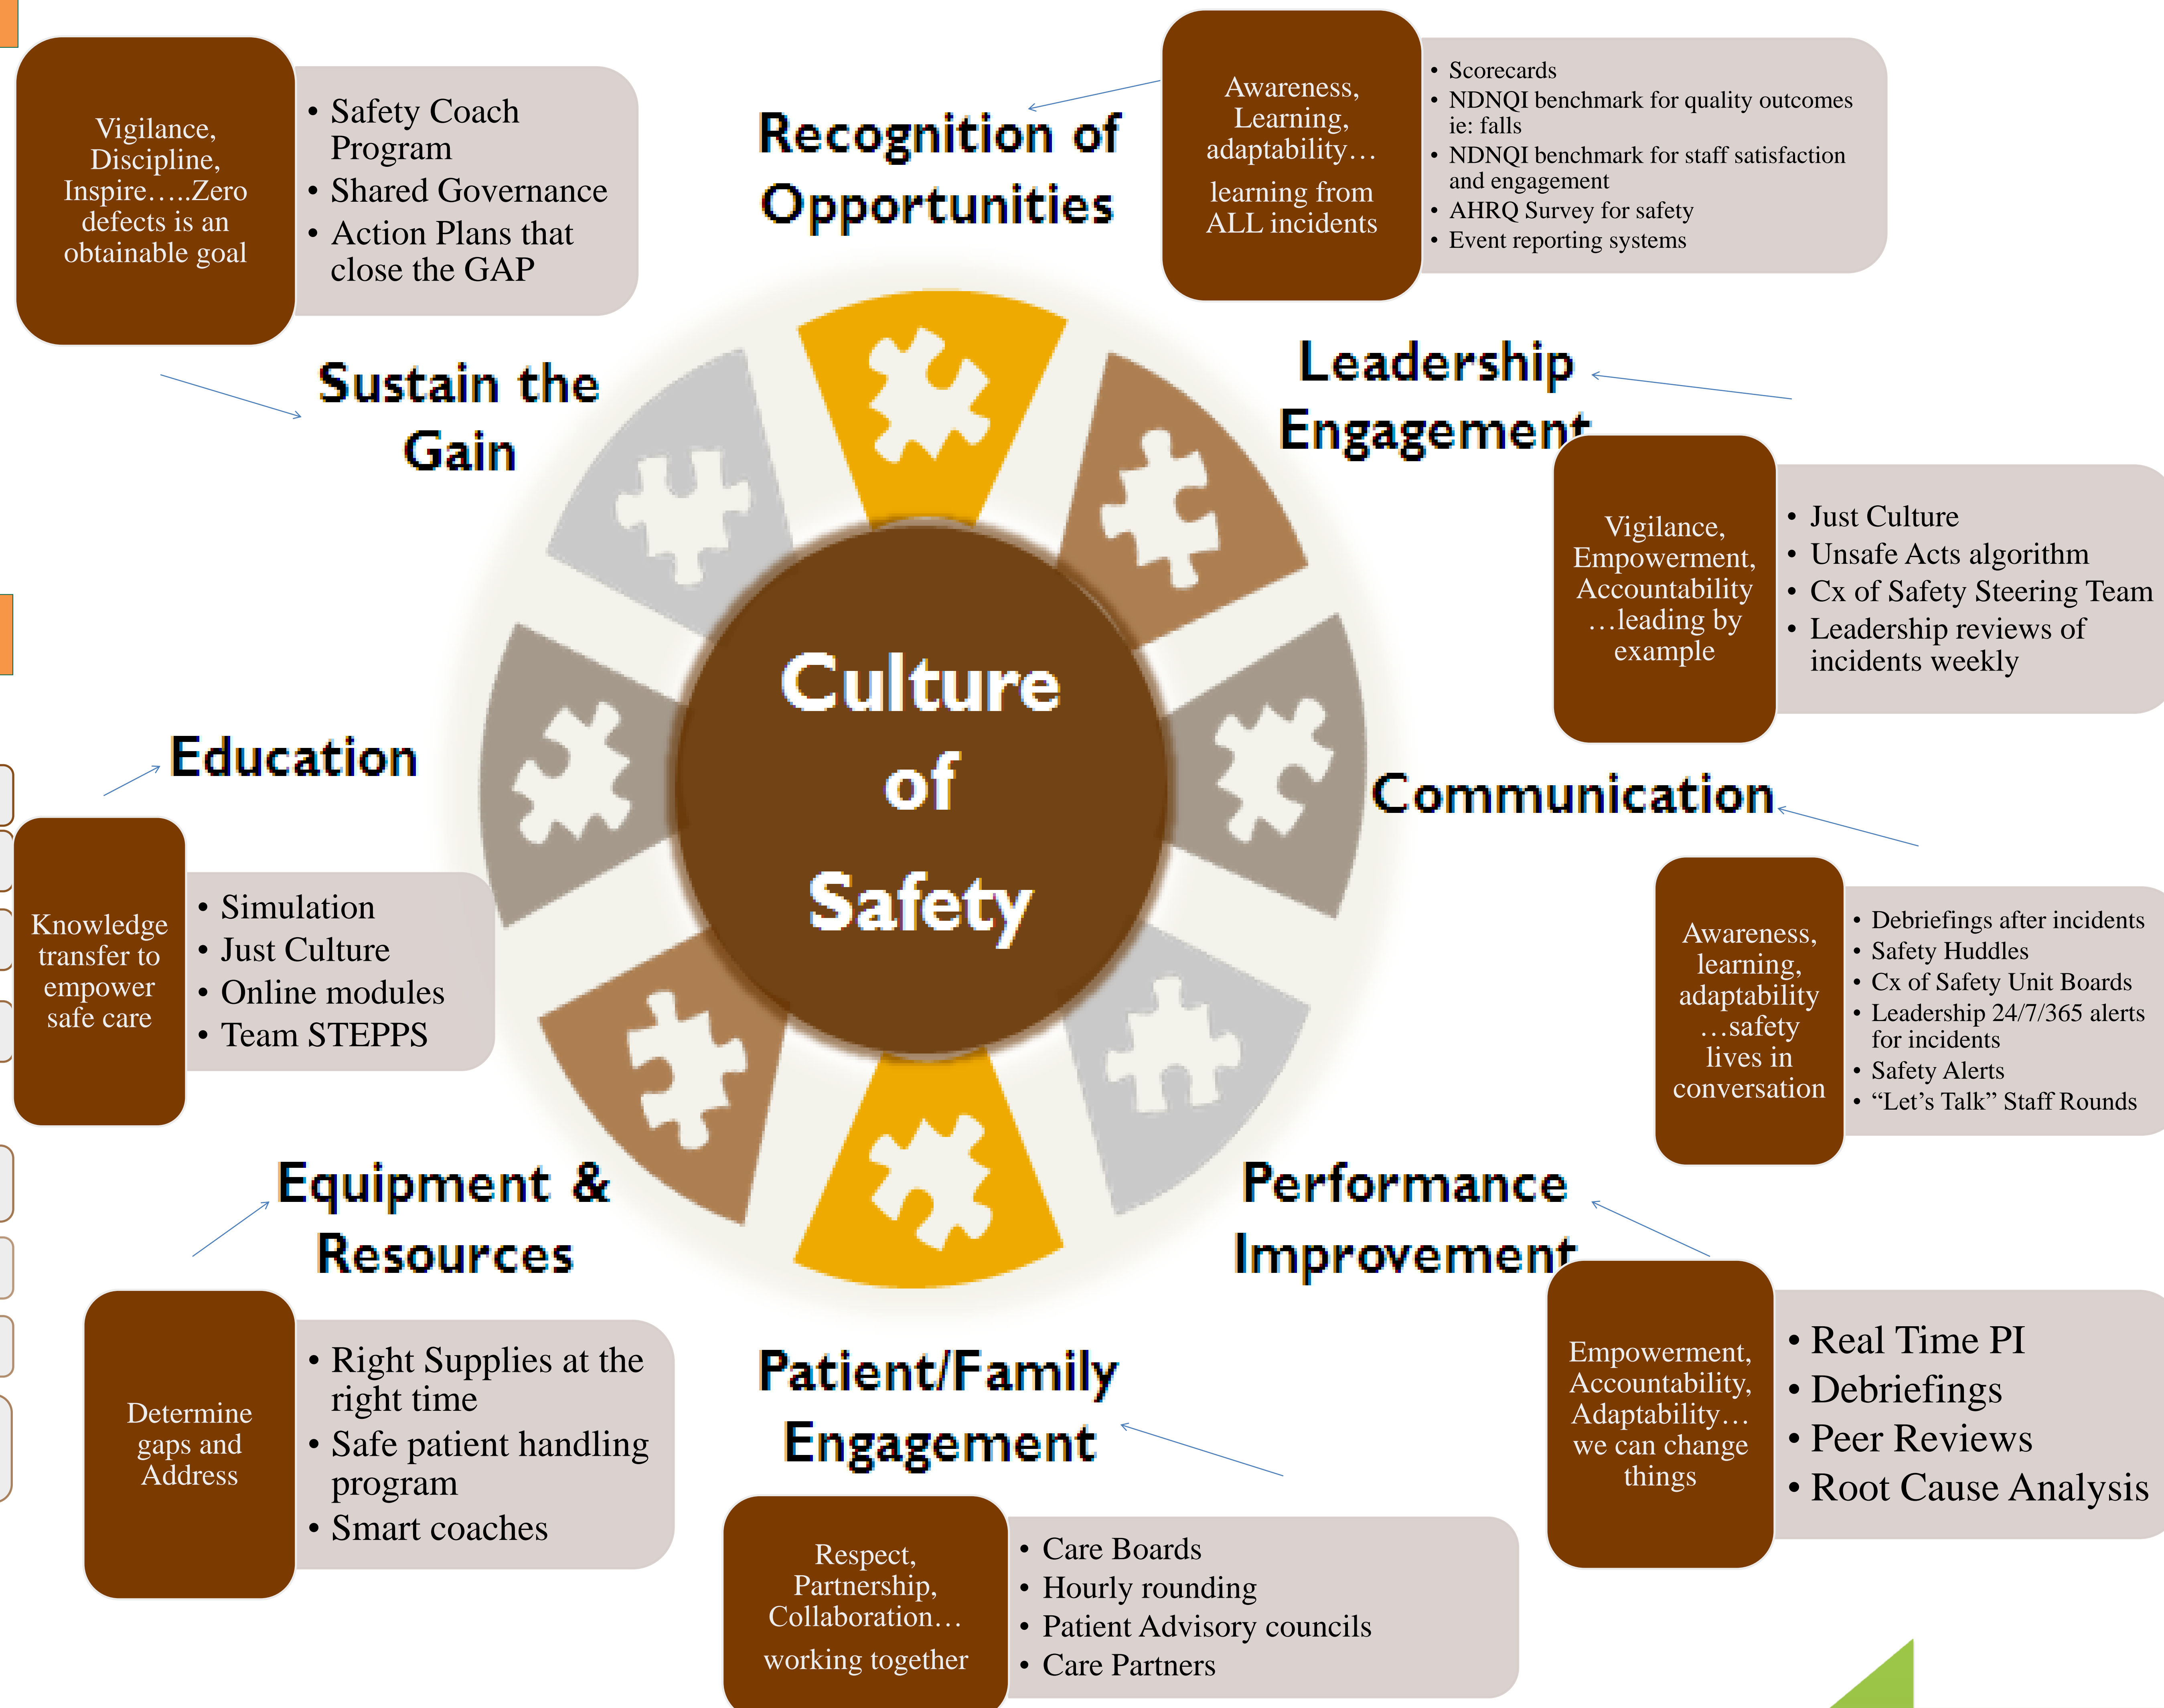 Vigilance,
Discipline,
Inspire…..Zero
defects is an
obtainable goal
• Safety Coach
Program
• Shared Governance
• Action Plans that
close the GAP
Sustain the
Gain
Recognition of
Opportunities
Awareness,
Learning,
adaptability…
learning from
ALL incidents
• Scorecards
• NDNQI benchmark for quality outcomes
ie: falls
• NDNQI benchmark for staff satisfaction
and engagement
• AHRQ Survey for safety
• Event reporting systems
Leadership
Engagement
Vigilance,
Empowerment,
Accountability
…leading by
example
• Just Culture
• Unsafe Acts algorithm
• Cx of Safety Steering Team
• Leadership reviews of
incidents weekly
Culture
of
Safety
Education
Knowledge
transfer to
empower
safe care
• Simulation
• Just Culture
• Online modules
• Team STEPPS
Communication
Awareness,
learning,
adaptability
…safety
lives in
conversation
• Debriefings after incidents
• Safety Huddles
• Cx of Safety Unit Boards
• Leadership 24/7/365 alerts
for incidents
• Safety Alerts
• “Let’s Talk” Staff Rounds
Equipment &
Resources
Determine
gaps and
Address
• Right Supplies at the
right time
• Safe patient handling
program
• Smart coaches
Performance
Improvement
Empowerment,
Accountability,
Adaptability…
we can change
things
• Real Time PI
• Debriefings
• Peer Reviews
• Root Cause Analysis
Patient/Family
Engagement
Respect,
Partnership,
Collaboration…
working together
• Care Boards
• Hourly rounding
• Patient Advisory councils
• Care Partners